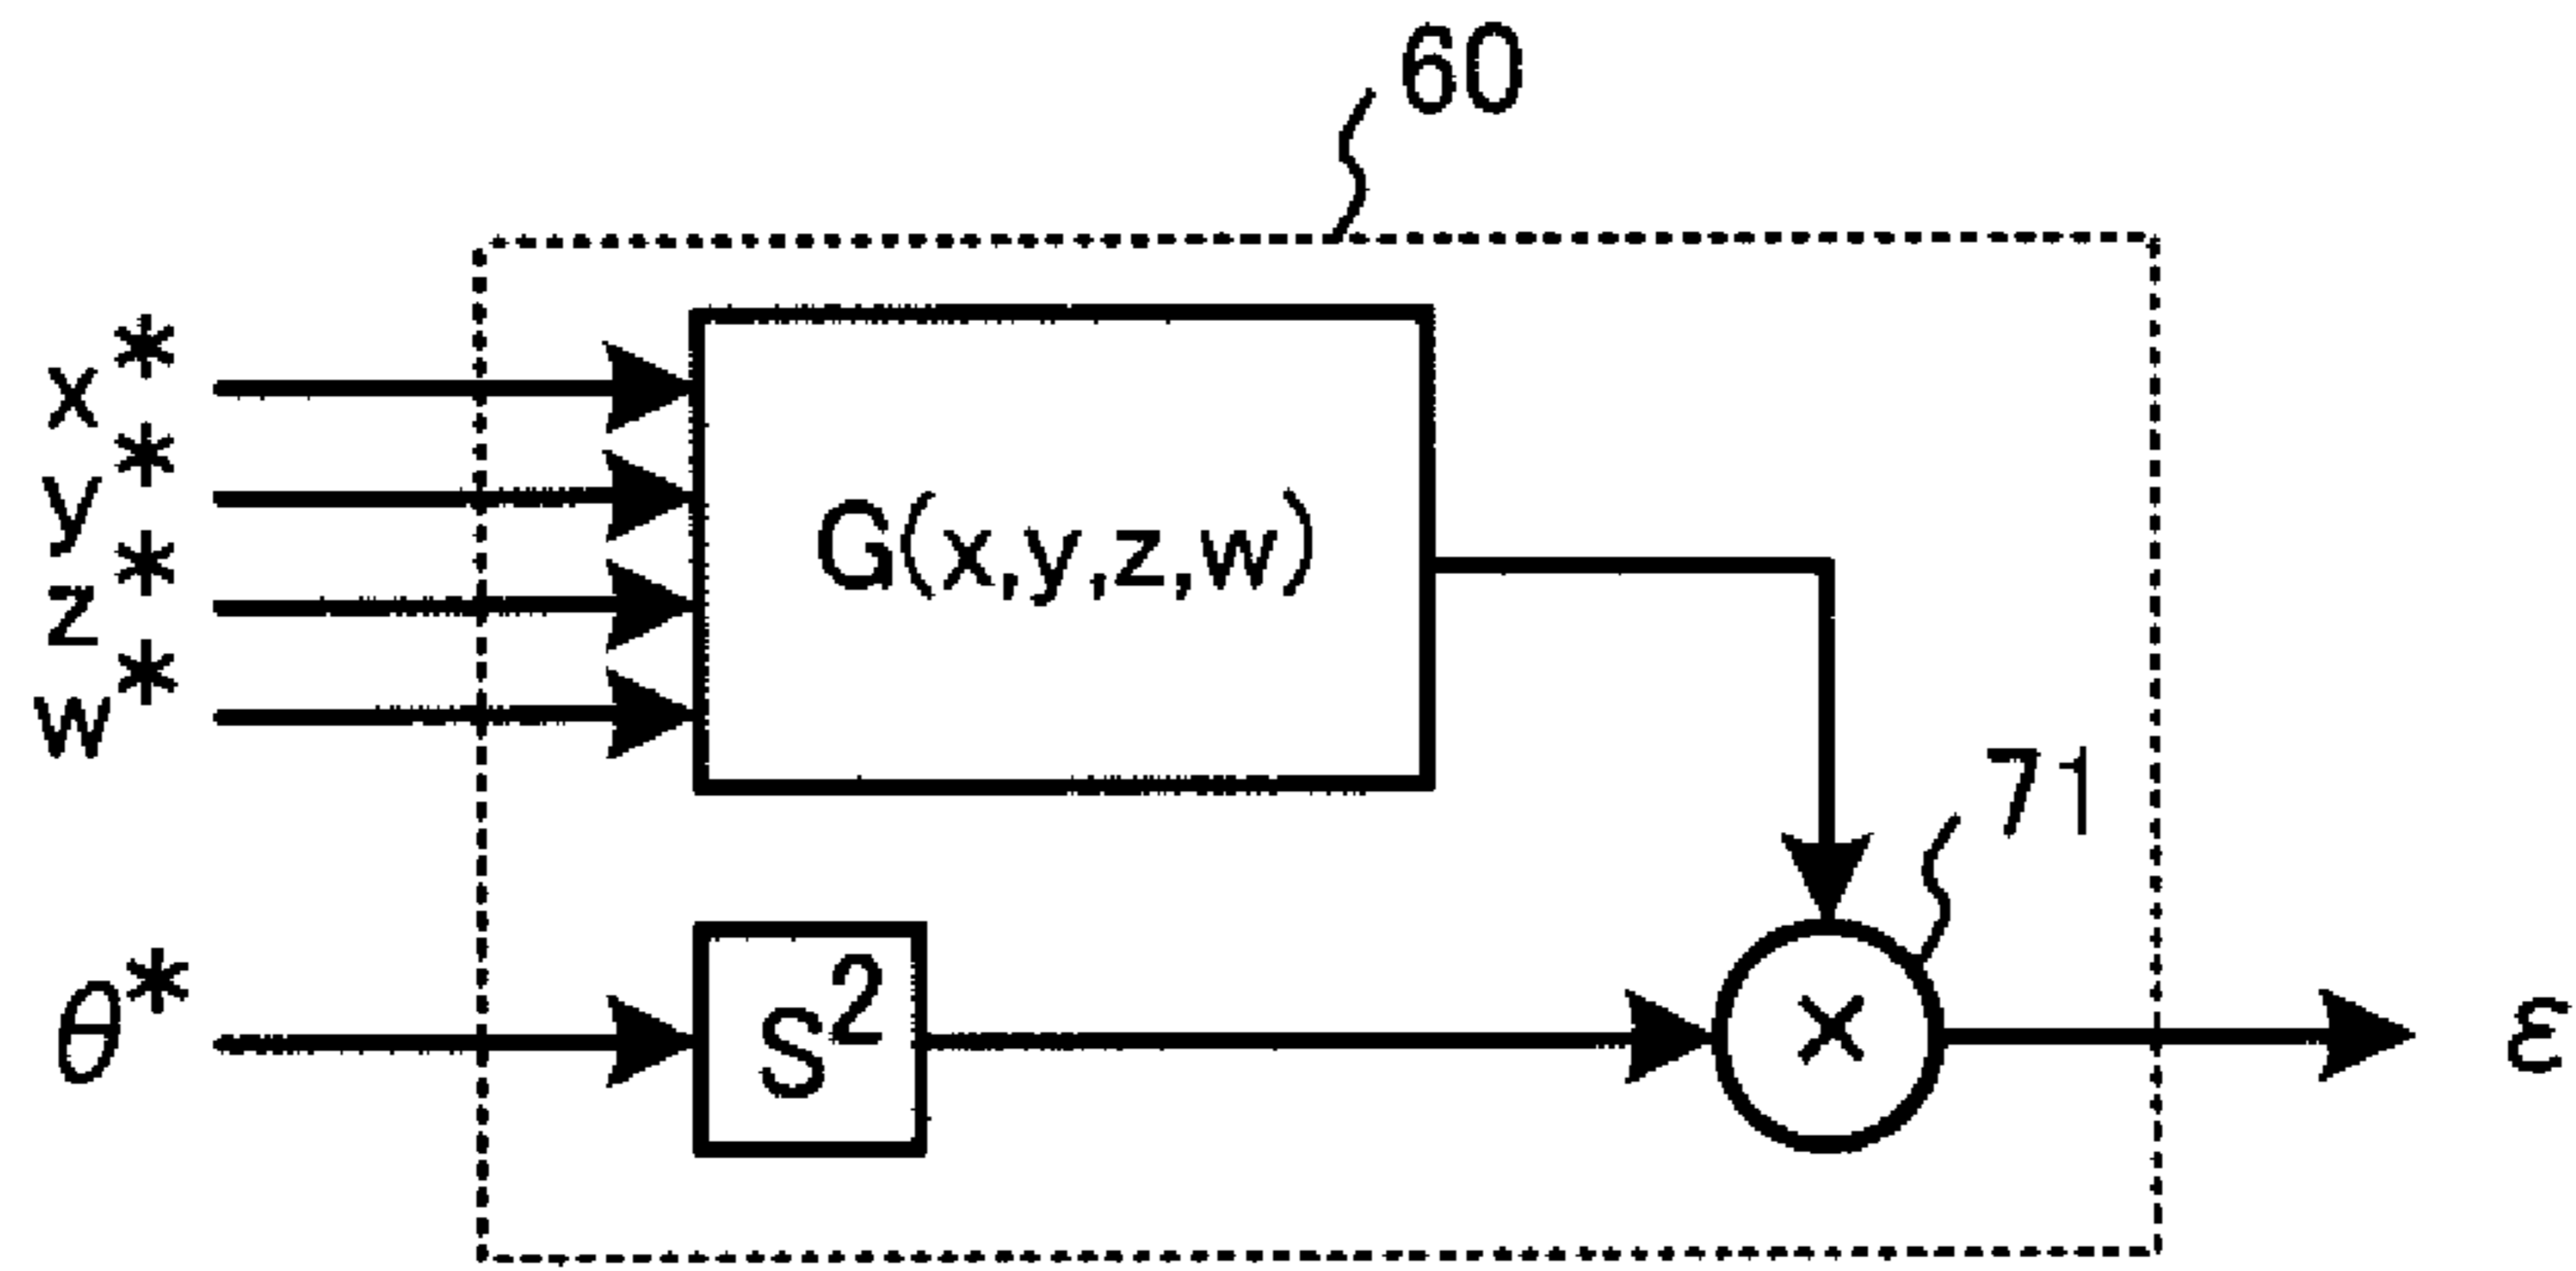 60
x*
y*
z*
w*
G(x,y,z,w)
71
θ*
S²
×
ε